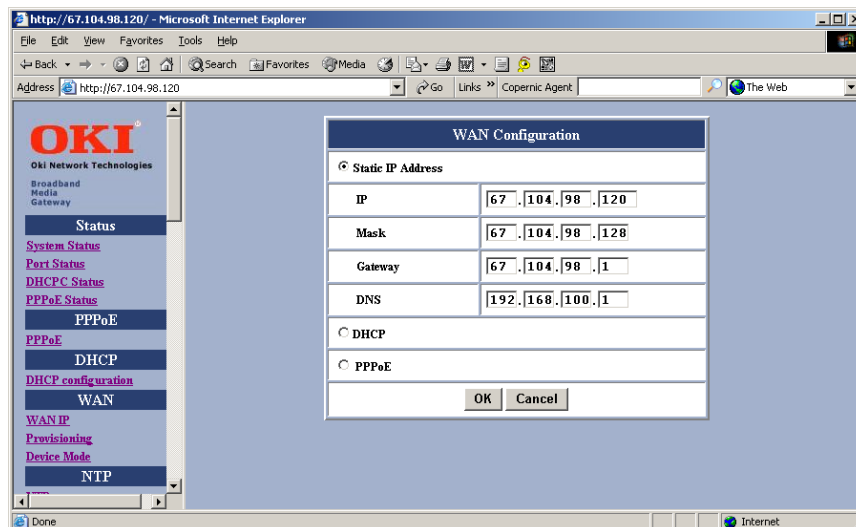 http://67.104.98.120/ - Microsoft Internet Explorer
File Edit View Favorites Tools Help
Back Search Favorites Media
Address http://67.104.98.120 Go Links » Copernic Agent The Web
OKI
Oki Network Technologies
Broadband
Media
Gateway
Status
System Status
Port Status
DHCPC Status
PPPoE Status
PPPoE
PPPoE
DHCP
DHCP configuration
WAN
WAN IP
Provisioning
Device Mode
NTP
WAN Configuration
Static IP Address
IP 67 . 104 . 98 . 120
Mask 67 . 104 . 98 . 128
Gateway 67 . 104 . 98 . 1
DNS 192 . 168 . 100 . 1
DHCP
PPPoE
OK Cancel
Done Internet